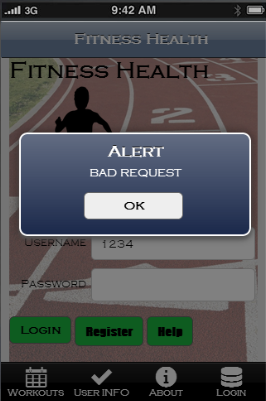 3G 9:42 AM
Fitness Health
Fitness Health
2
Alert
BAD REQUEST
OK
Username 1234
Password
Login Register Help
Workouts User INFO About Login